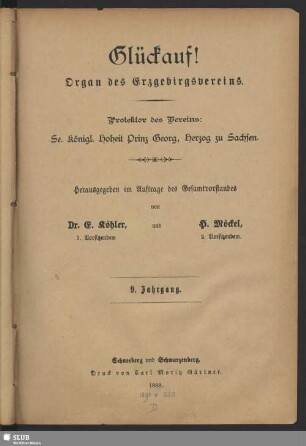 Glückauf!
Organ des Erzgebirgsvereins.
Protektor des Vereins:
Se. Königl. Hoheit Prinz Georg, Herzog zu Sachsen.
Herausgegeben im Auftrage des Gesamtvorstandes
von
Dr. E. Köhler, und H. Möckel,
1. Vorsitzenden 2. Vorsitzenden.
9. Jahrgang.
Schneeberg und Schwarzenberg.
Druck von Carl Moritz Gärtner.
1889.
SLUB